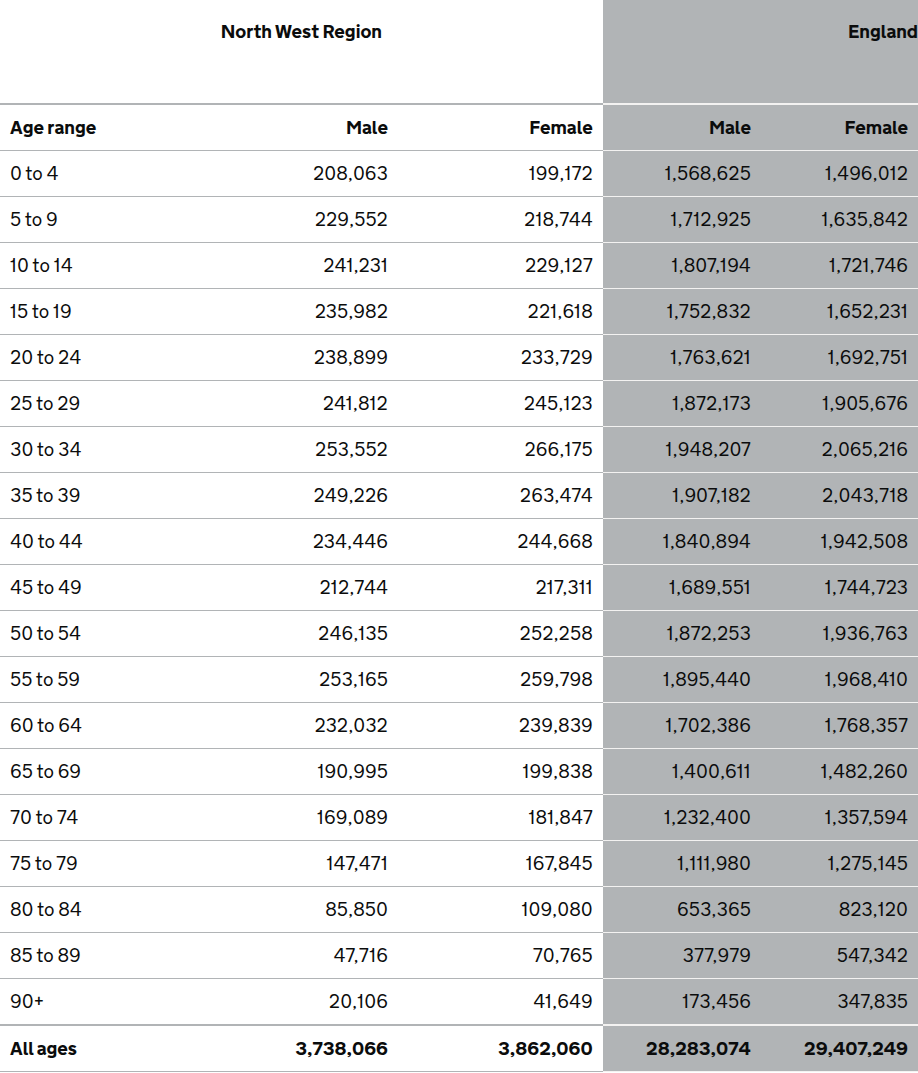 North West Region England
Age range Male Female Male Female
0 to 4 208,063 199,172 1,568,625 1,496,012
5 to 9 229,552 218,744 1,712,925 1,635,842
10 to 14 241,231 229,127 1,807,194 1,721,746
15 to 19 235,982 221,618 1,752,832 1,652,231
20 to 24 238,899 233,729 1,763,621 1,692,751
25 to 29 241,812 245,123 1,872,173 1,905,676
30 to 34 253,552 266,175 1,948,207 2,065,216
35 to 39 249,226 263,474 1,907,182 2,043,718
40 to 44 234,446 244,668 1,840,894 1,942,508
45 to 49 212,744 217,311 1,689,551 1,744,723
50 to 54 246,135 252,258 1,872,253 1,936,763
55 to 59 253,165 259,798 1,895,440 1,968,410
60 to 64 232,032 239,839 1,702,386 1,768,357
65 to 69 190,995 199,838 1,400,611 1,482,260
70 to 74 169,089 181,847 1,232,400 1,357,594
75 to 79 147,471 167,845 1,111,980 1,275,145
80 to 84 85,850 109,080 653,365 823,120
85 to 89 47,716 70,765 377,979 547,342
90+ 20,106 41,649 173,456 347,835
All ages 3,738,066 3,862,060 28,283,074 29,407,249